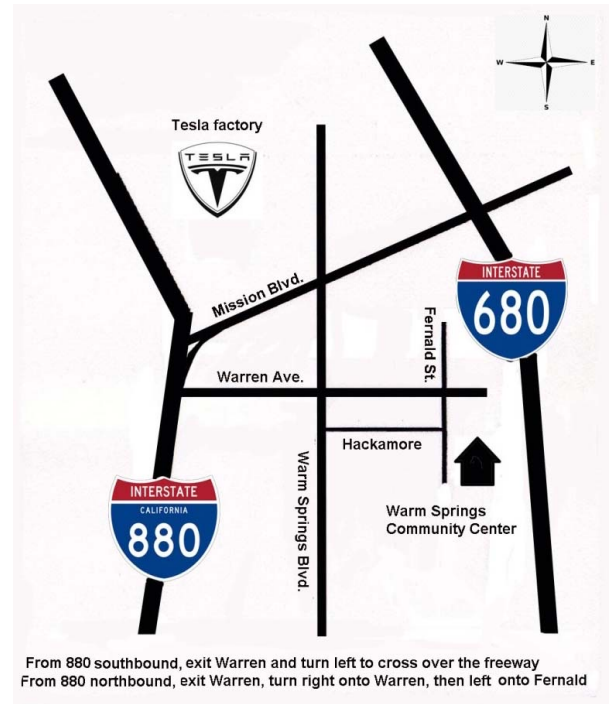 N
W E
S
Tesla factory
TESLA
Mission Blvd.
INTERSTATE
680
Fernald St.
Warren Ave.
Hackamore
Warm Springs Blvd.
INTERSTATE
CALIFORNIA
880
Warm Springs
Community Center
From 880 southbound, exit Warren and turn left to cross over the freeway
From 880 northbound, exit Warren, turn right onto Warren, then left onto Fernald